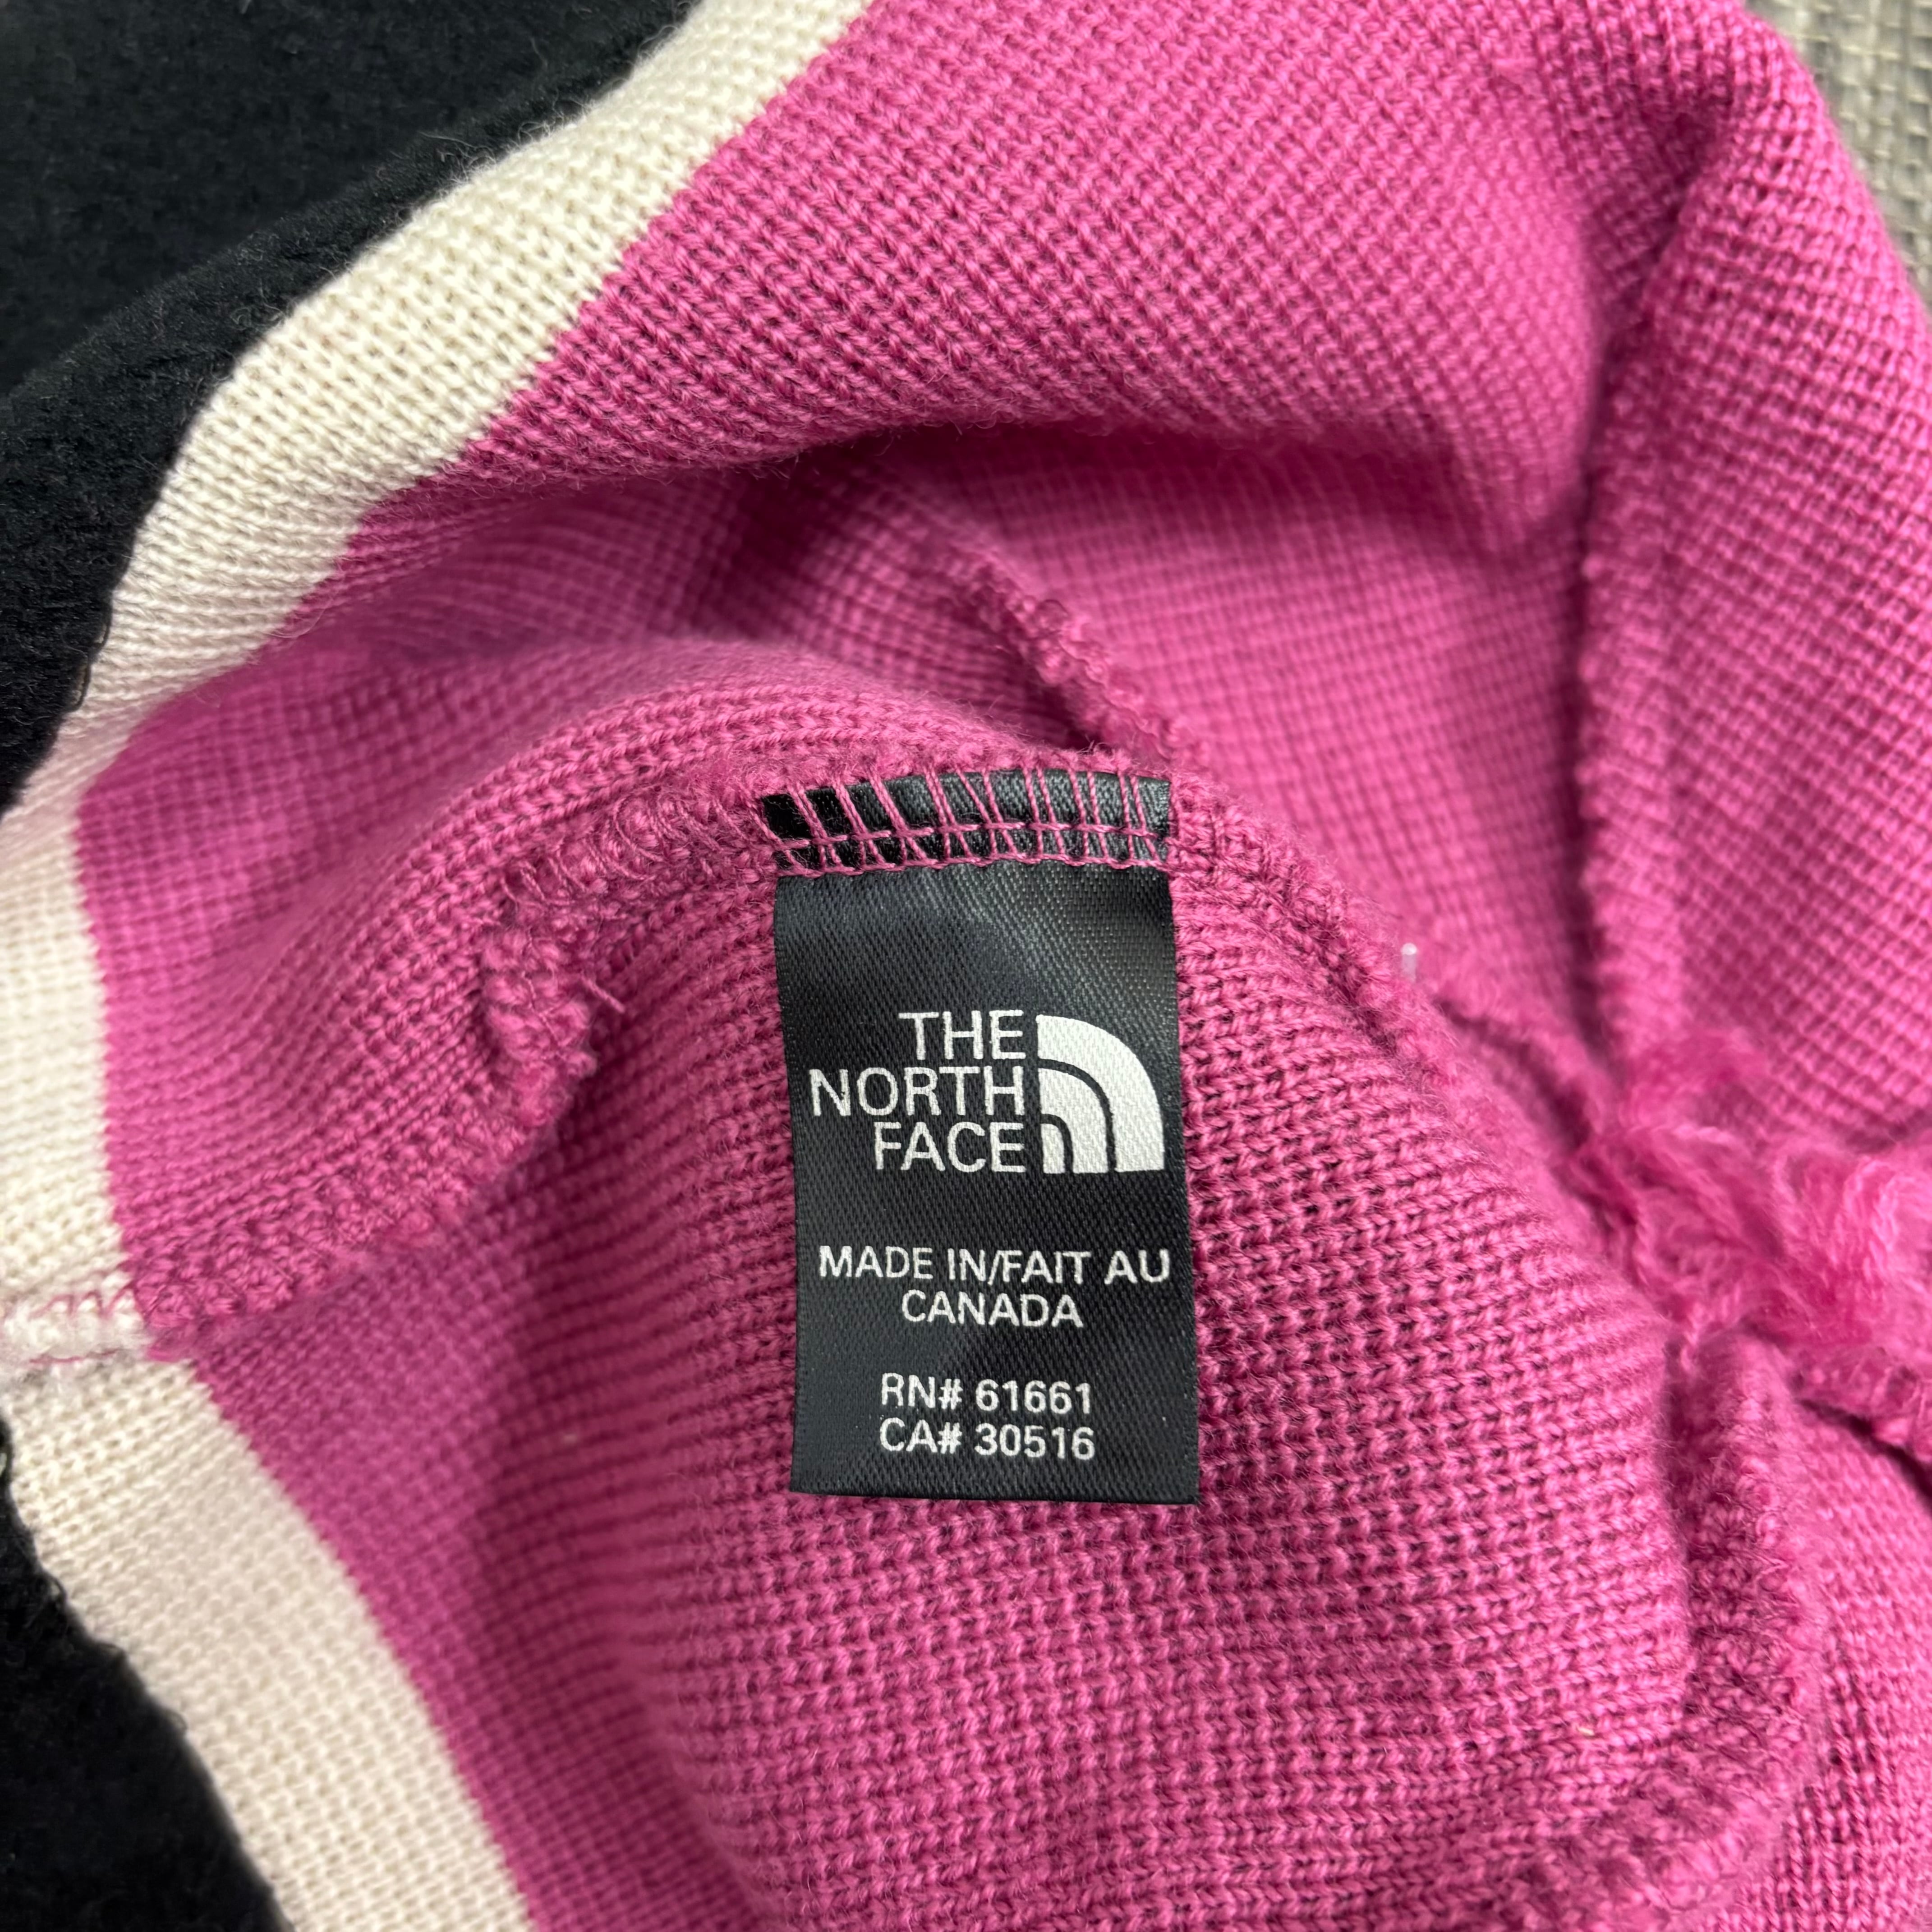 THE
NORTH
FACE
MADE IN/FAIT AU
CANADA
RN# 61661
CA# 30516